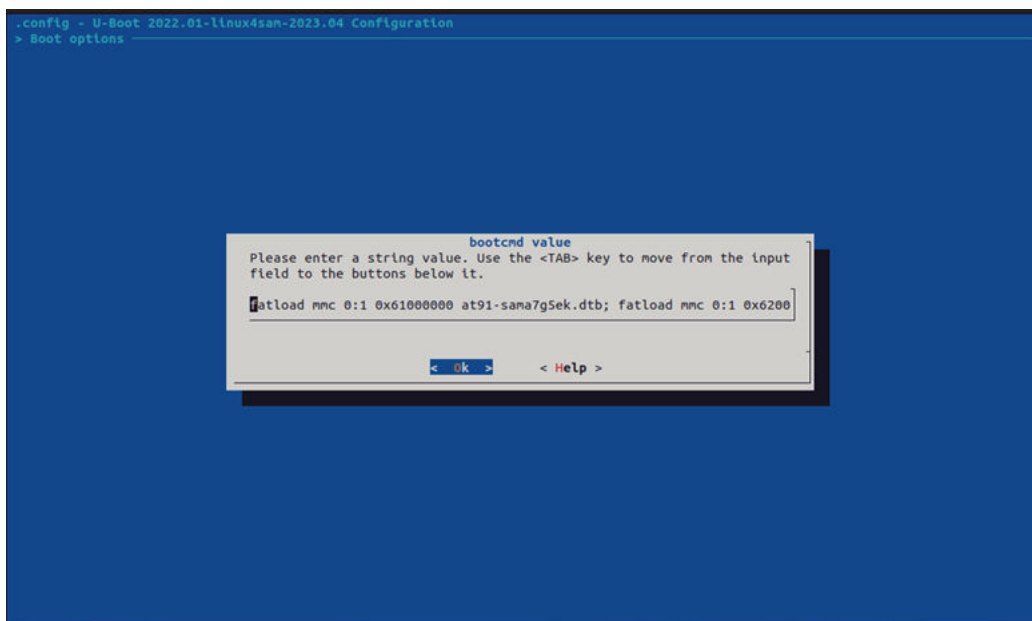 .config - U-Boot 2022.01-linux4sam-2023.04 Configuration
> Boot options
bootcmd value
Please enter a string value. Use the <TAB> key to move from the input
field to the buttons below it.
fatload mmc 0:1 0x61000000 at91-sama7g5ek.dtb; fatload mmc 0:1 0x6200
< Ok > < Help >